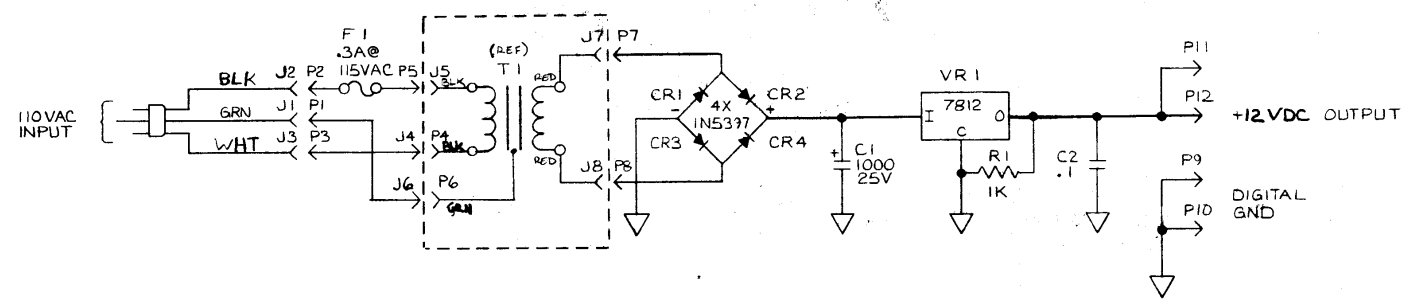 110VAC
INPUT
BLK
GRN
WHT
J2 P2
J1 P1
J3 P3
F1
.3A@
115VAC
P5 J5
BLK
J4 P4
BLK
J6 P6
GRN
(REF)
T1
RED
RED
J7 P7
J8 P8
CR1
CR2
-
4X
+
1N5397
CR3
CR4
+
C1
1000
25V
VR1
7812
I
O
C
R1
1K
C2
.1
P11
P12
+12VDC OUTPUT
P9
P10
DIGITAL
GND